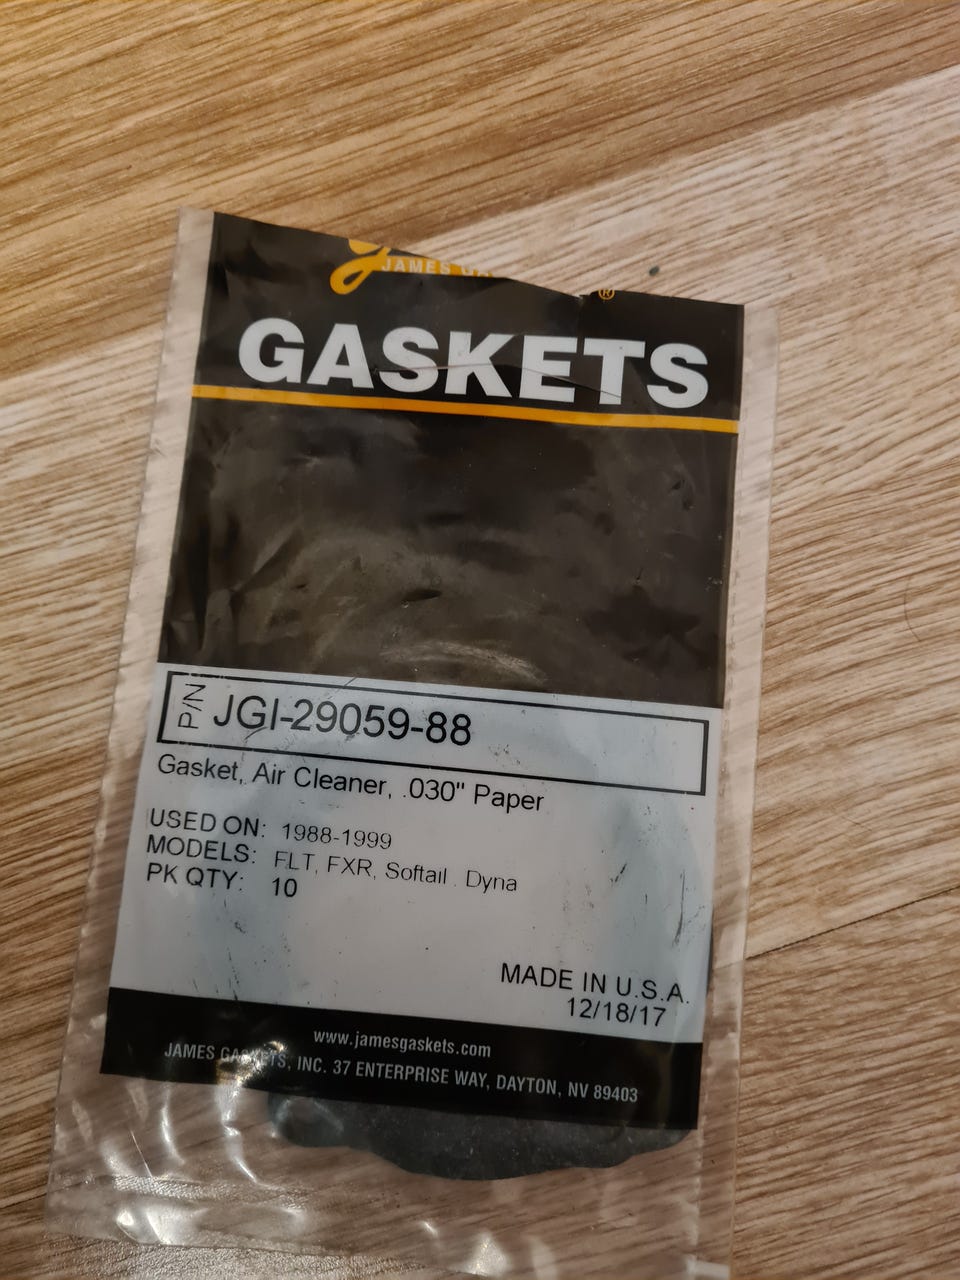 JAMES
®
GASKETS
P/N JGI-29059-88
Gasket, Air Cleaner, .030" Paper
USED ON: 1988-1999
MODELS: FLT, FXR, Softail . Dyna
PK QTY: 10
MADE IN U.S.A.
12/18/17
www.jamesgaskets.com
JAMES GASKETS, INC. 37 ENTERPRISE WAY, DAYTON, NV 89403